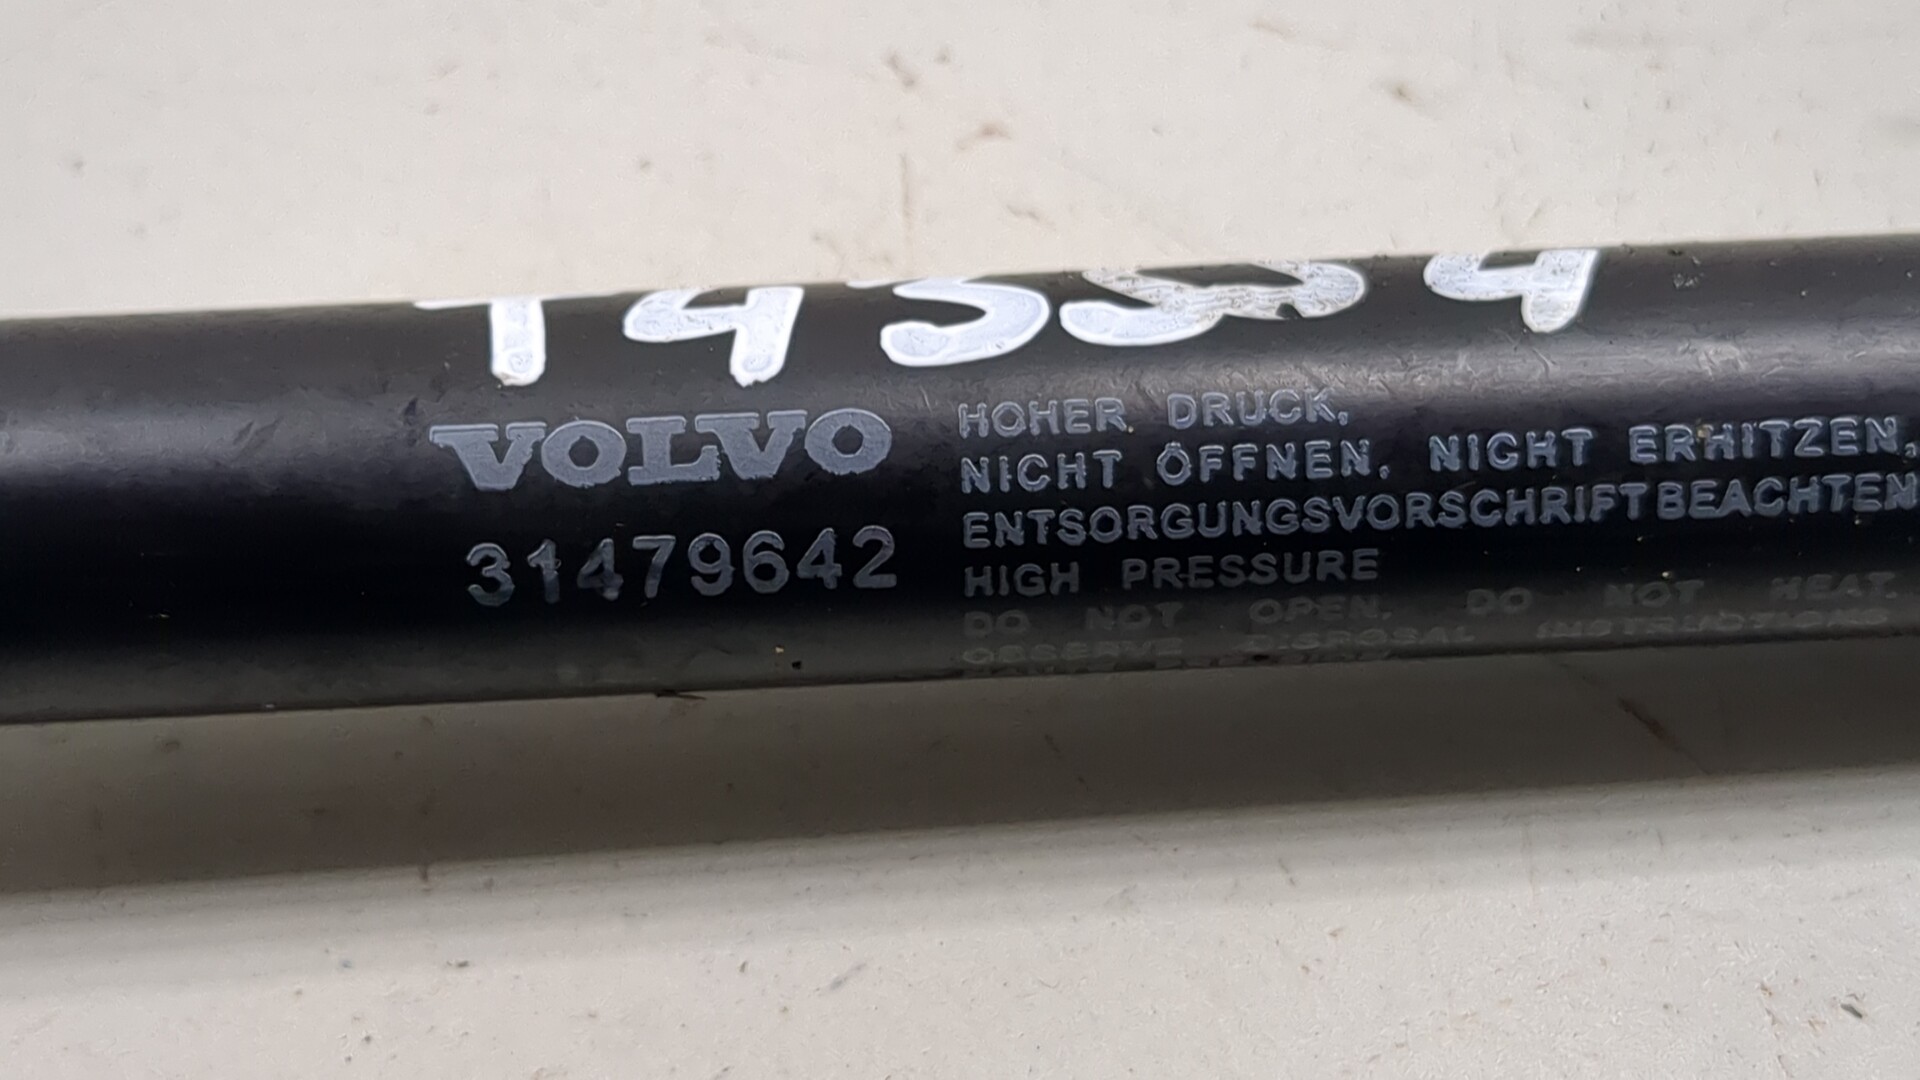 VOLVO
31479642
HOHER DRUCK,
NICHT ÖFFNEN, NICHT ERHITZEN,
ENTSORGUNGSVORSCHRIFT BEACHTEN
HIGH PRESSURE
DO NOT OPEN, DO NOT HEAT.
OBSERVE DISPOSAL INSTRUCTIONS